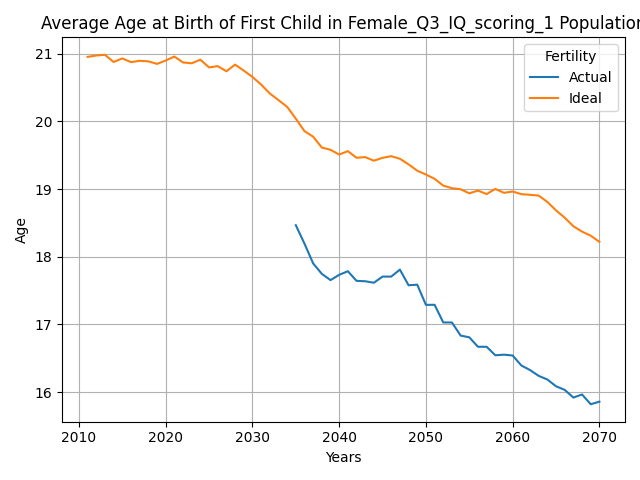 Average Age at Birth of First Child in Female_Q3_IQ_scoring_1 Population
Fertility
Actual
Ideal
21
20
19
18
17
16
Age
2010 2020 2030 2040 2050 2060 2070
Years